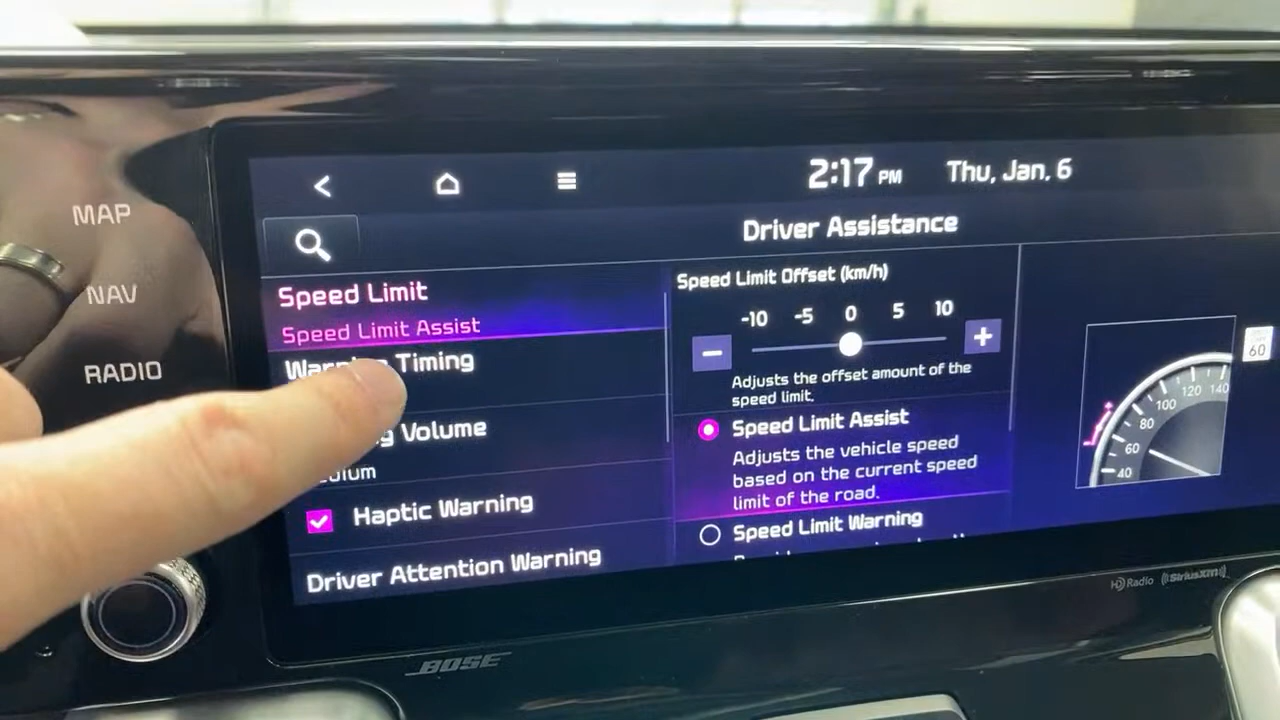 2:17 PM Thu, Jan, 6
MAP
NAV
RADIO
Driver Assistance
Speed Limit
Speed Limit Assist
Timing
Volume
Haptic Warning
Driver Attention Warning
Speed Limit Offset (km/h)
-10 -5 0 5 10
Adjusts the offset amount of the
speed limit.
Speed Limit Assist
Adjusts the vehicle speed
based on the current speed
limit of the road.
Speed Limit Warning
40
60
80
100
120
140
60
HD Radio
SiriusXM
BOSE